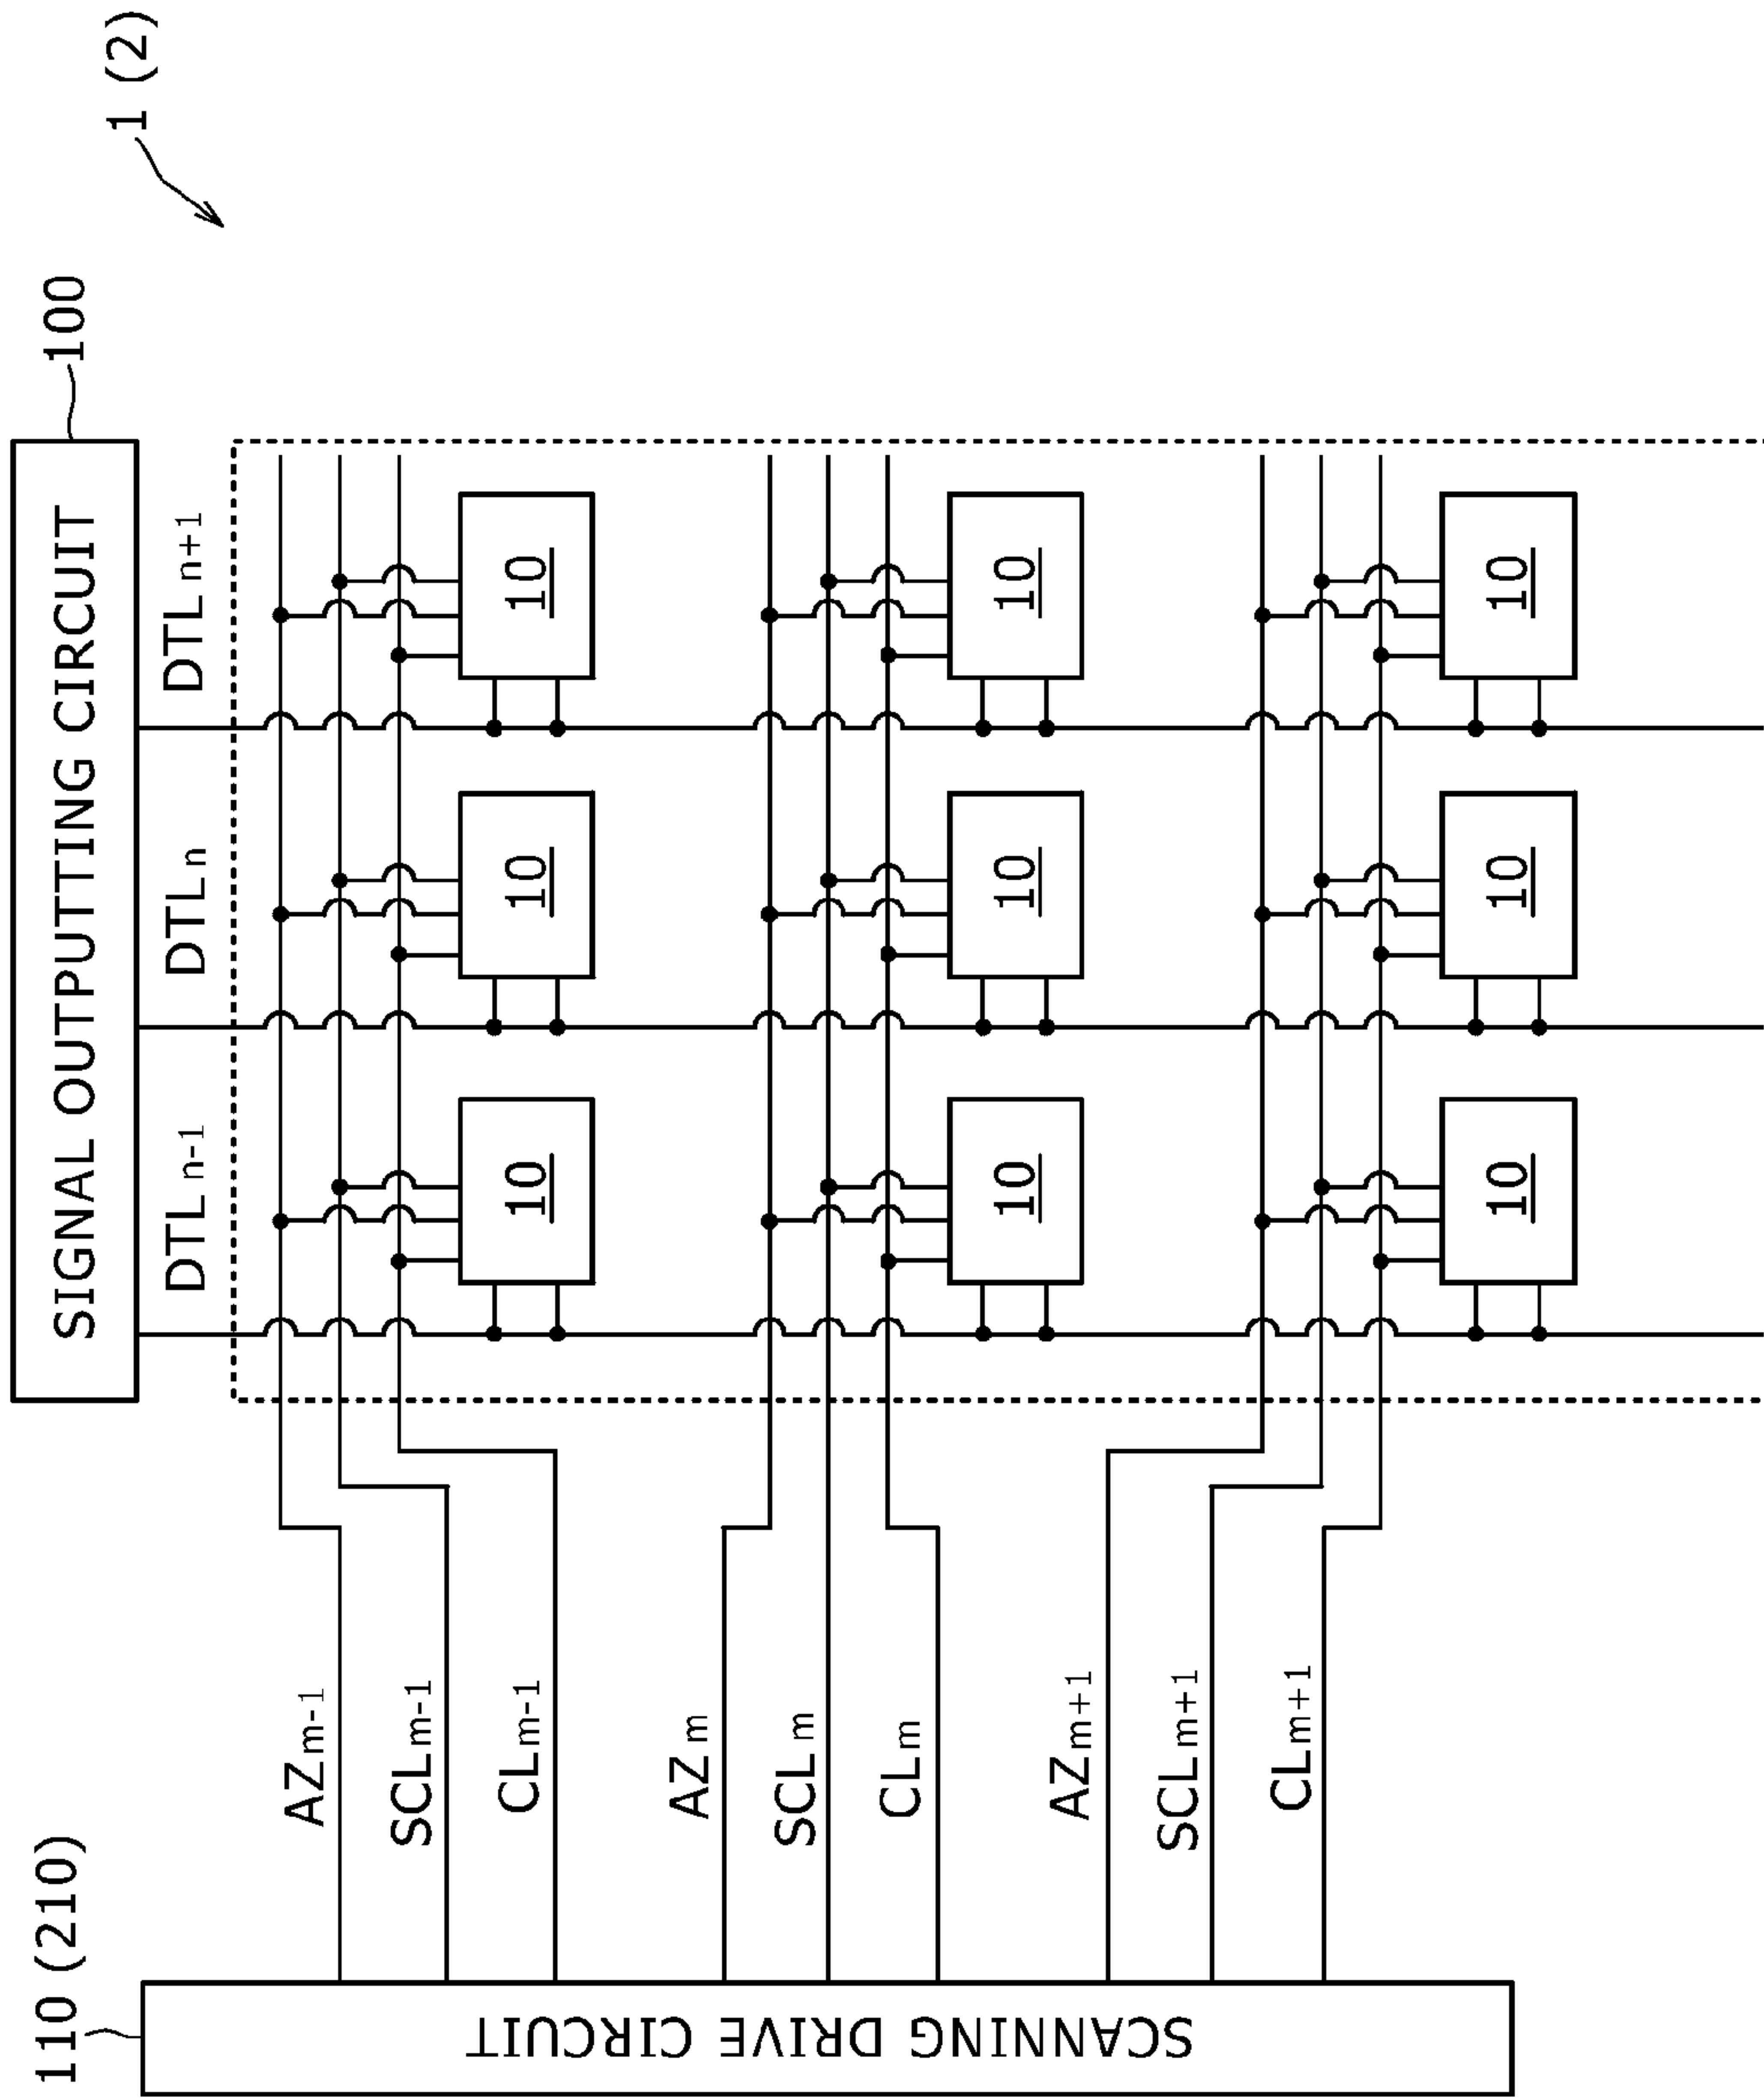 1 (2)
110 (210)
100
SIGNAL OUTPUTTING CIRCUIT
DTLn-1
DTLn
DTLn+1
SCANNING DRIVE CIRCUIT
AZm-1
SCLm-1
CLm-1
10
10
10
AZm
SCLm
CLm
10
10
10
AZm+1
SCLm+1
CLm+1
10
10
10